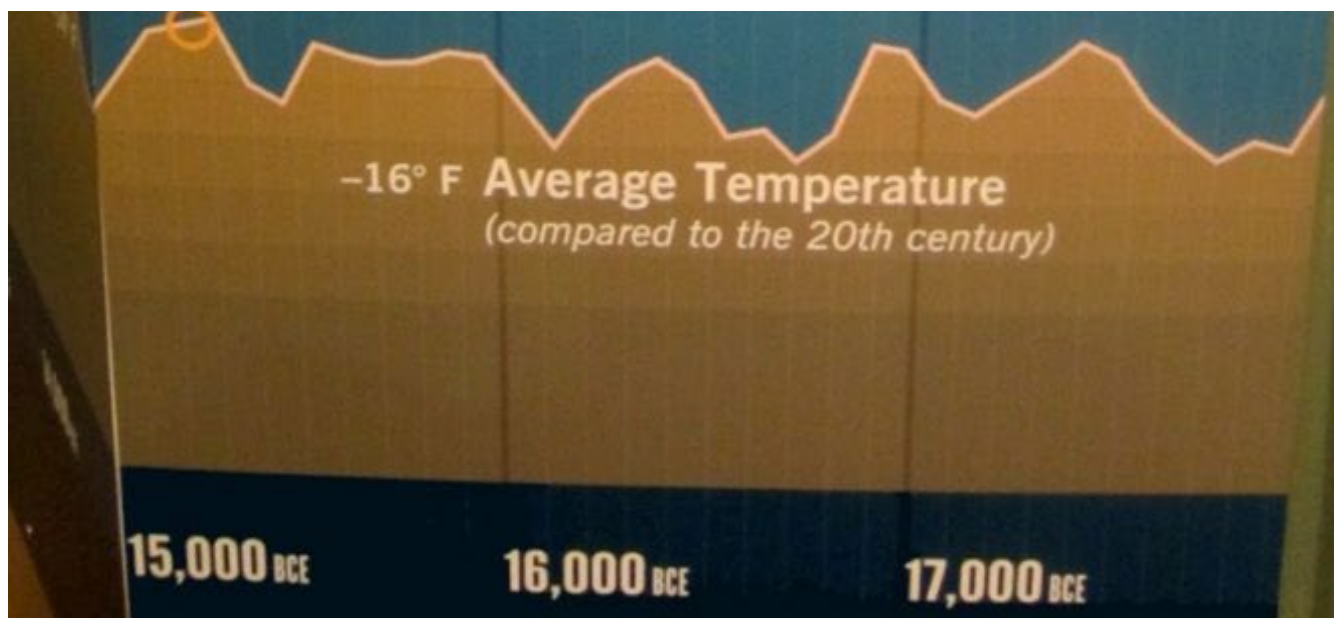 –16° F Average Temperature
(compared to the 20th century)
15,000 BCE 16,000 BCE 17,000 BCE